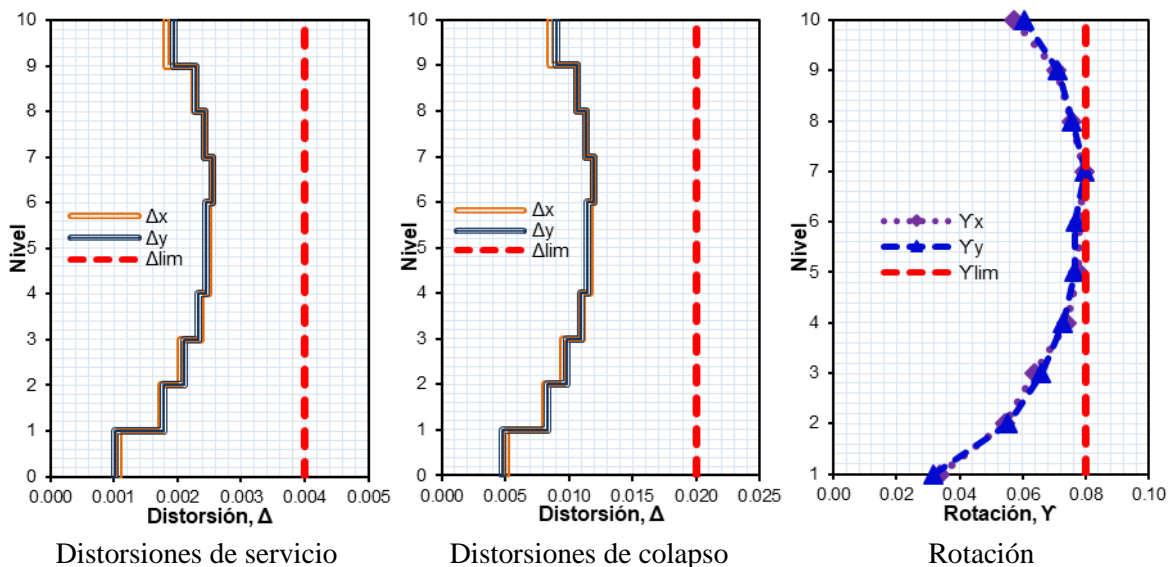 10
9
8
7
6
5
4
3
2
1
0
Nivel
Δx
Δy
Δlim
0.000 0.001 0.002 0.003 0.004 0.005
Distorsión, Δ
Distorsiones de servicio
10
9
8
7
6
5
4
3
2
1
0
Nivel
Δx
Δy
Δlim
0.000 0.005 0.010 0.015 0.020 0.025
Distorsión, Δ
Distorsiones de colapso
10
9
8
7
6
5
4
3
2
1
Nivel
ϒx
ϒy
ϒlim
0.00 0.02 0.04 0.06 0.08 0.10
Rotación, ϒ
Rotación